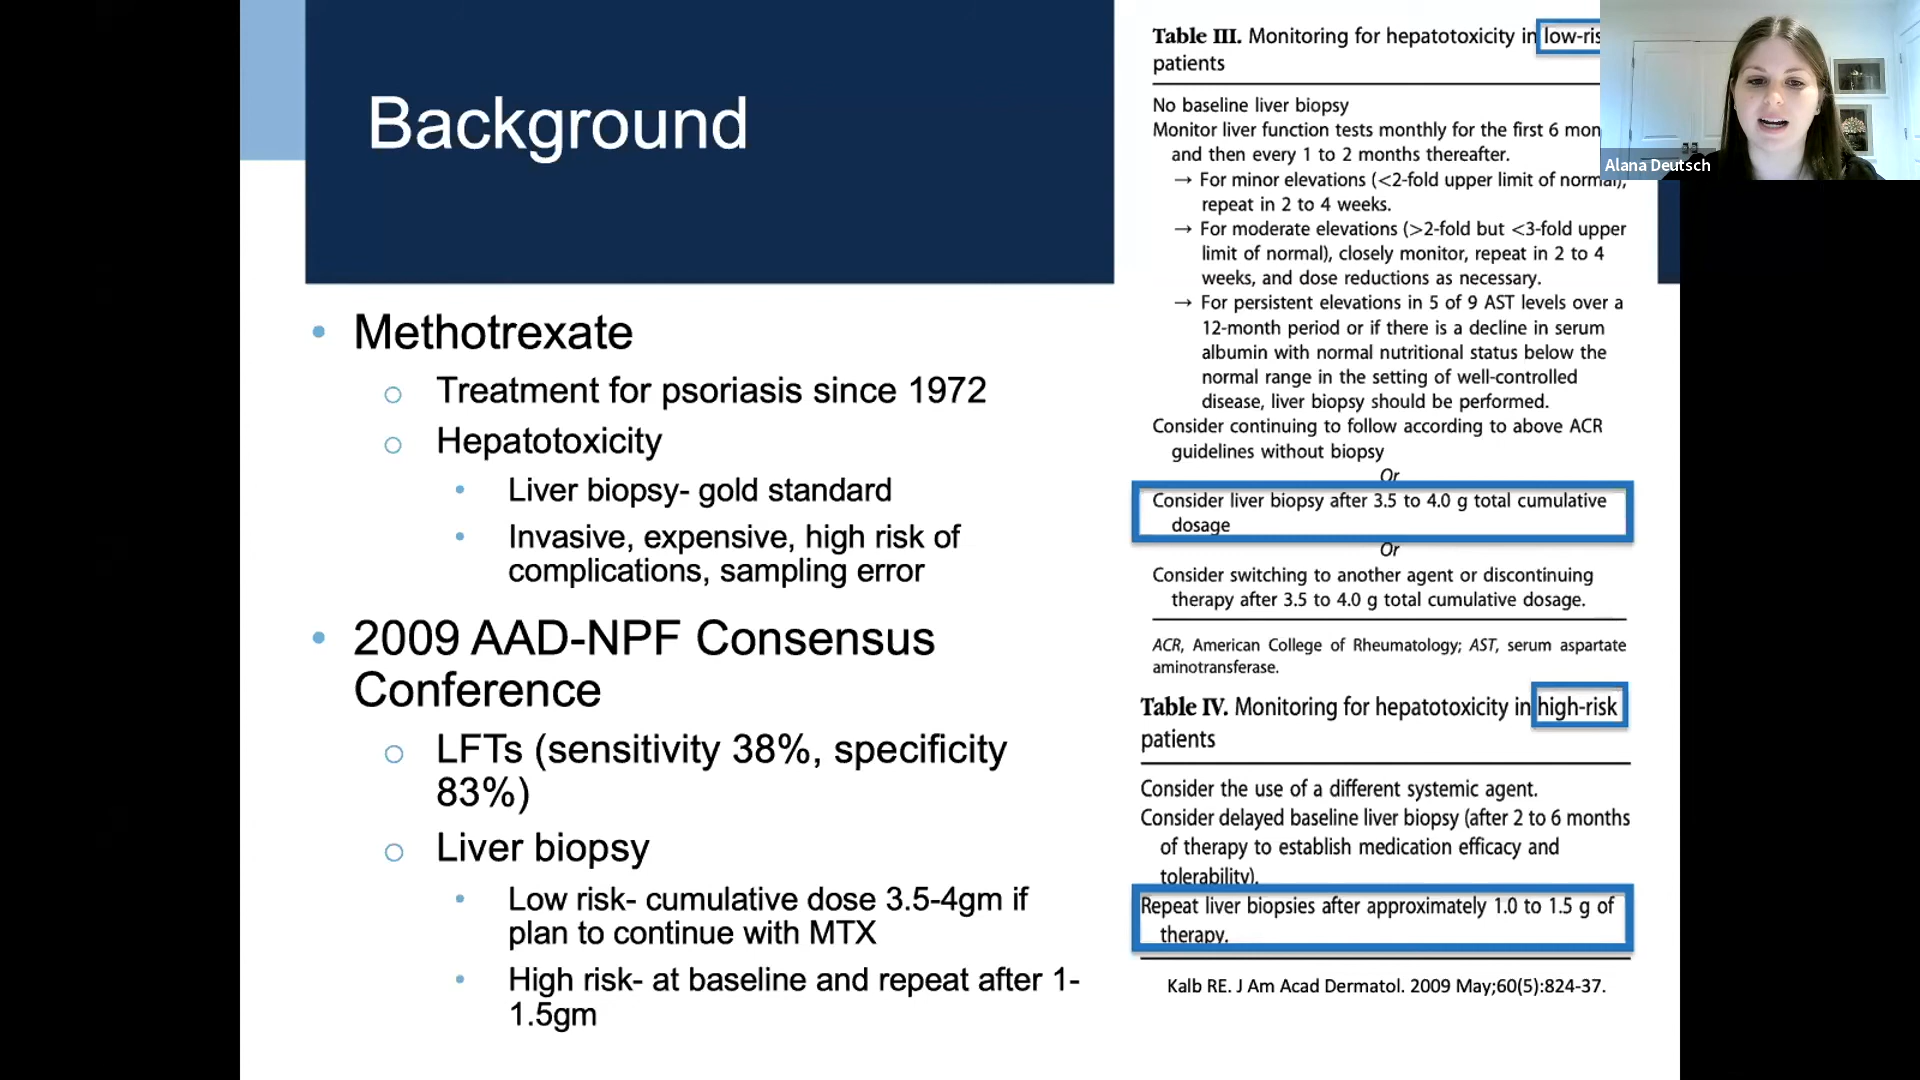 Background
• Methotrexate
o Treatment for psoriasis since 1972
o Hepatotoxicity
• Liver biopsy- gold standard
• Invasive, expensive, high risk of
complications, sampling error
• 2009 AAD-NPF Consensus
Conference
o LFTs (sensitivity 38%, specificity
83%)
o Liver biopsy
• Low risk- cumulative dose 3.5-4gm if
plan to continue with MTX
• High risk- at baseline and repeat after 1-
1.5gm
Table III. Monitoring for hepatotoxicity in low-ris
patients
No baseline liver biopsy
Monitor liver function tests monthly for the first 6 mon
and then every 1 to 2 months thereafter.
→ For minor elevations (<2-fold upper limit of normal),
repeat in 2 to 4 weeks.
→ For moderate elevations (>2-fold but <3-fold upper
limit of normal), closely monitor, repeat in 2 to 4
weeks, and dose reductions as necessary.
→ For persistent elevations in 5 of 9 AST levels over a
12-month period or if there is a decline in serum
albumin with normal nutritional status below the
normal range in the setting of well-controlled
disease, liver biopsy should be performed.
Consider continuing to follow according to above ACR
guidelines without biopsy
Or
Consider liver biopsy after 3.5 to 4.0 g total cumulative
dosage
Or
Consider switching to another agent or discontinuing
therapy after 3.5 to 4.0 g total cumulative dosage.
ACR, American College of Rheumatology; AST, serum aspartate
aminotransferase.
Table IV. Monitoring for hepatotoxicity in high-risk
patients
Consider the use of a different systemic agent.
Consider delayed baseline liver biopsy (after 2 to 6 months
of therapy to establish medication efficacy and
tolerability).
Repeat liver biopsies after approximately 1.0 to 1.5 g of
therapy.
Kalb RE. J Am Acad Dermatol. 2009 May;60(5):824-37.
Alana Deutsch